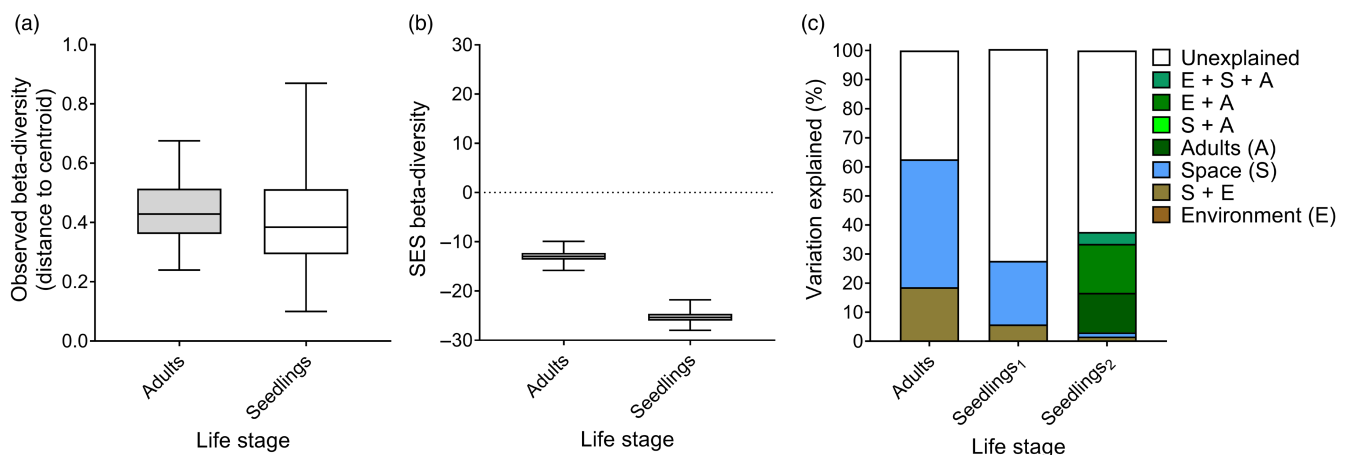 (a)
Observed beta-diversity
(distance to centroid)
1.0
0.8
0.6
0.4
0.2
0.0
Adults
Seedlings
Life stage
(b)
SES beta-diversity
30
20
10
0
–10
–20
–30
Adults
Seedlings
Life stage
(c)
Variation explained (%)
100
90
80
70
60
50
40
30
20
10
0
Adults
Seedlings₁
Seedlings₂
Life stage
Unexplained
E + S + A
E + A
S + A
Adults (A)
Space (S)
S + E
Environment (E)